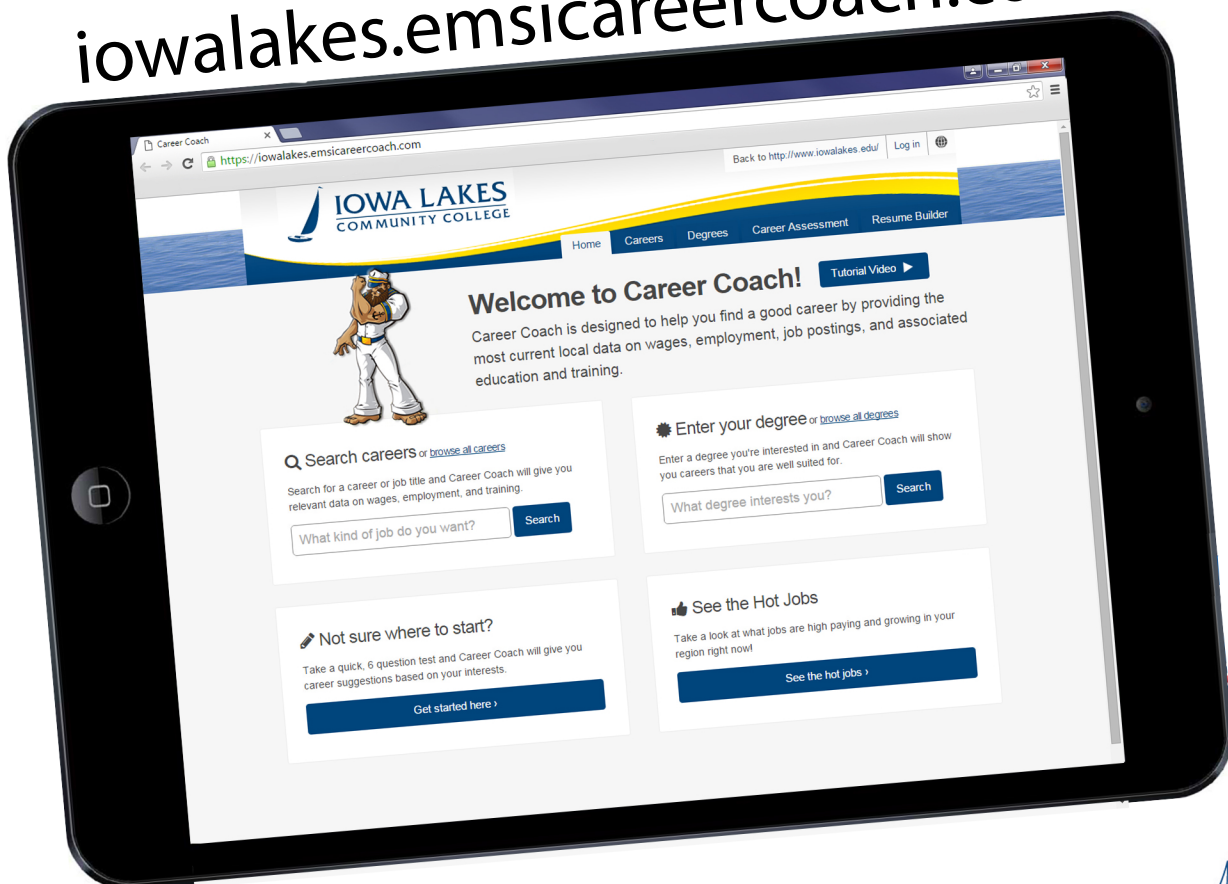 iowalakes.emsicareercoach.co
Career Coach
https://iowalakes.emsicareercoach.com
Back to http://www.iowalakes.edu/ Log in
IOWA LAKES
COMMUNITY COLLEGE
Home Careers Degrees Career Assessment Resume Builder
Welcome to Career Coach! Tutorial Video
Career Coach is designed to help you find a good career by providing the
most current local data on wages, employment, job postings, and associated
education and training.
Search careers or browse all careers
Search for a career or job title and Career Coach will give you
relevant data on wages, employment, and training.
What kind of job do you want? Search
Enter your degree or browse all degrees
Enter a degree you're interested in and Career Coach will show
you careers that you are well suited for.
What degree interests you? Search
Not sure where to start?
Take a quick, 6 question test and Career Coach will give you
career suggestions based on your interests.
Get started here ›
See the Hot Jobs
Take a look at what jobs are high paying and growing in your
region right now!
See the hot jobs ›